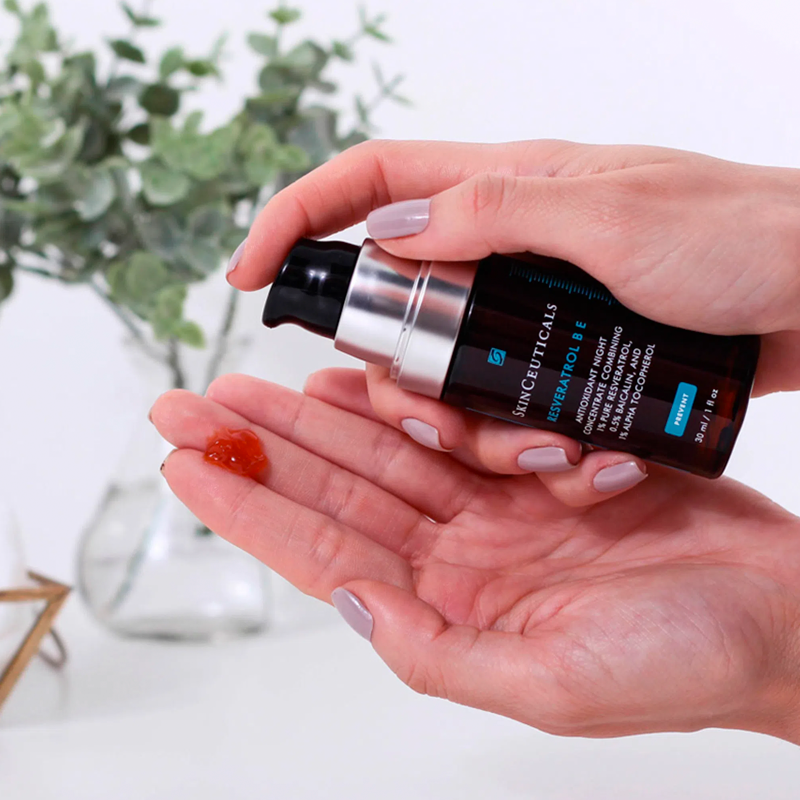 SKINCEUTICALS
RESVERATROL B E
ANTIOXIDANT NIGHT
CONCENTRATE COMBINING
1% PURE RESVERATROL,
0.5% BAICALIN, AND
1% ALPHA TOCOPHEROL
PREVENT
30 ml / 1 fl oz